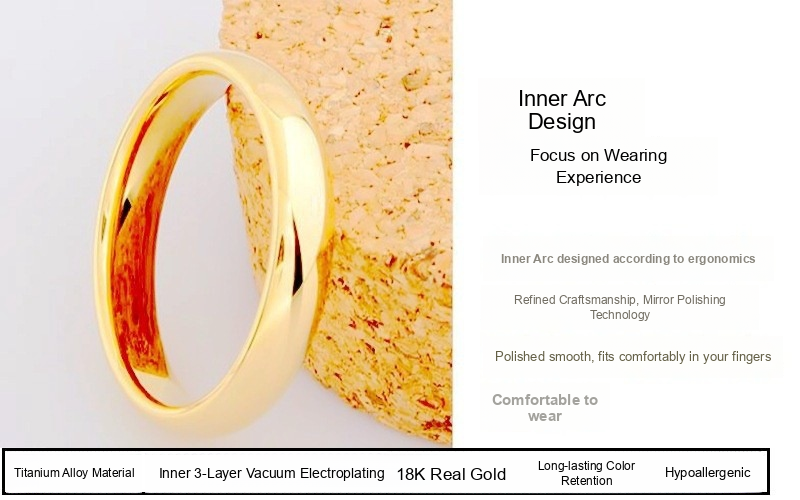 Inner Arc
Design
Focus on Wearing
Experience
Inner Arc designed according to ergonomics
Refined Craftsmanship, Mirror Polishing
Technology
Polished smooth, fits comfortably in your fingers
Comfortable to
wear
Titanium Alloy Material
Inner 3-Layer Vacuum Electroplating
18K Real Gold
Long-lasting Color
Retention
Hypoallergenic